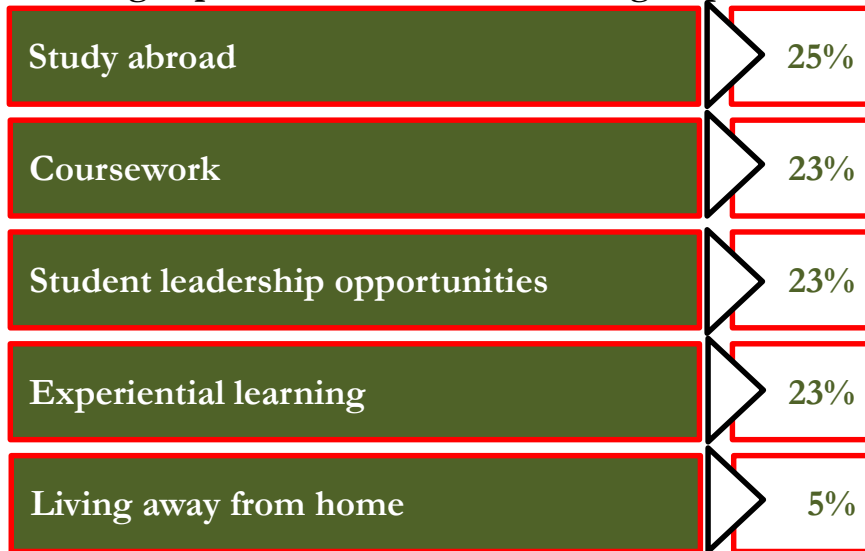 Study abroad
25%
Coursework
23%
Student leadership opportunities
23%
Experiential learning
23%
Living away from home
5%